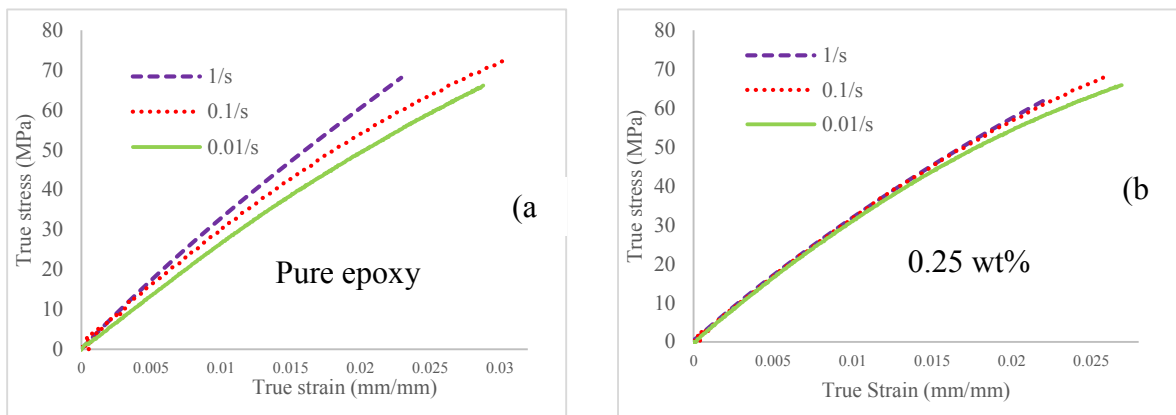 80
70
60
50
40
30
20
10
0
True stress (MPa)
1/s
0.1/s
0.01/s
(a
Pure epoxy
0 0.005 0.01 0.015 0.02 0.025 0.03
True strain (mm/mm)
80
70
60
50
40
30
20
10
0
True stress (MPa)
1/s
0.1/s
0.01/s
(b
0.25 wt%
0 0.005 0.01 0.015 0.02 0.025
True Strain (mm/mm)